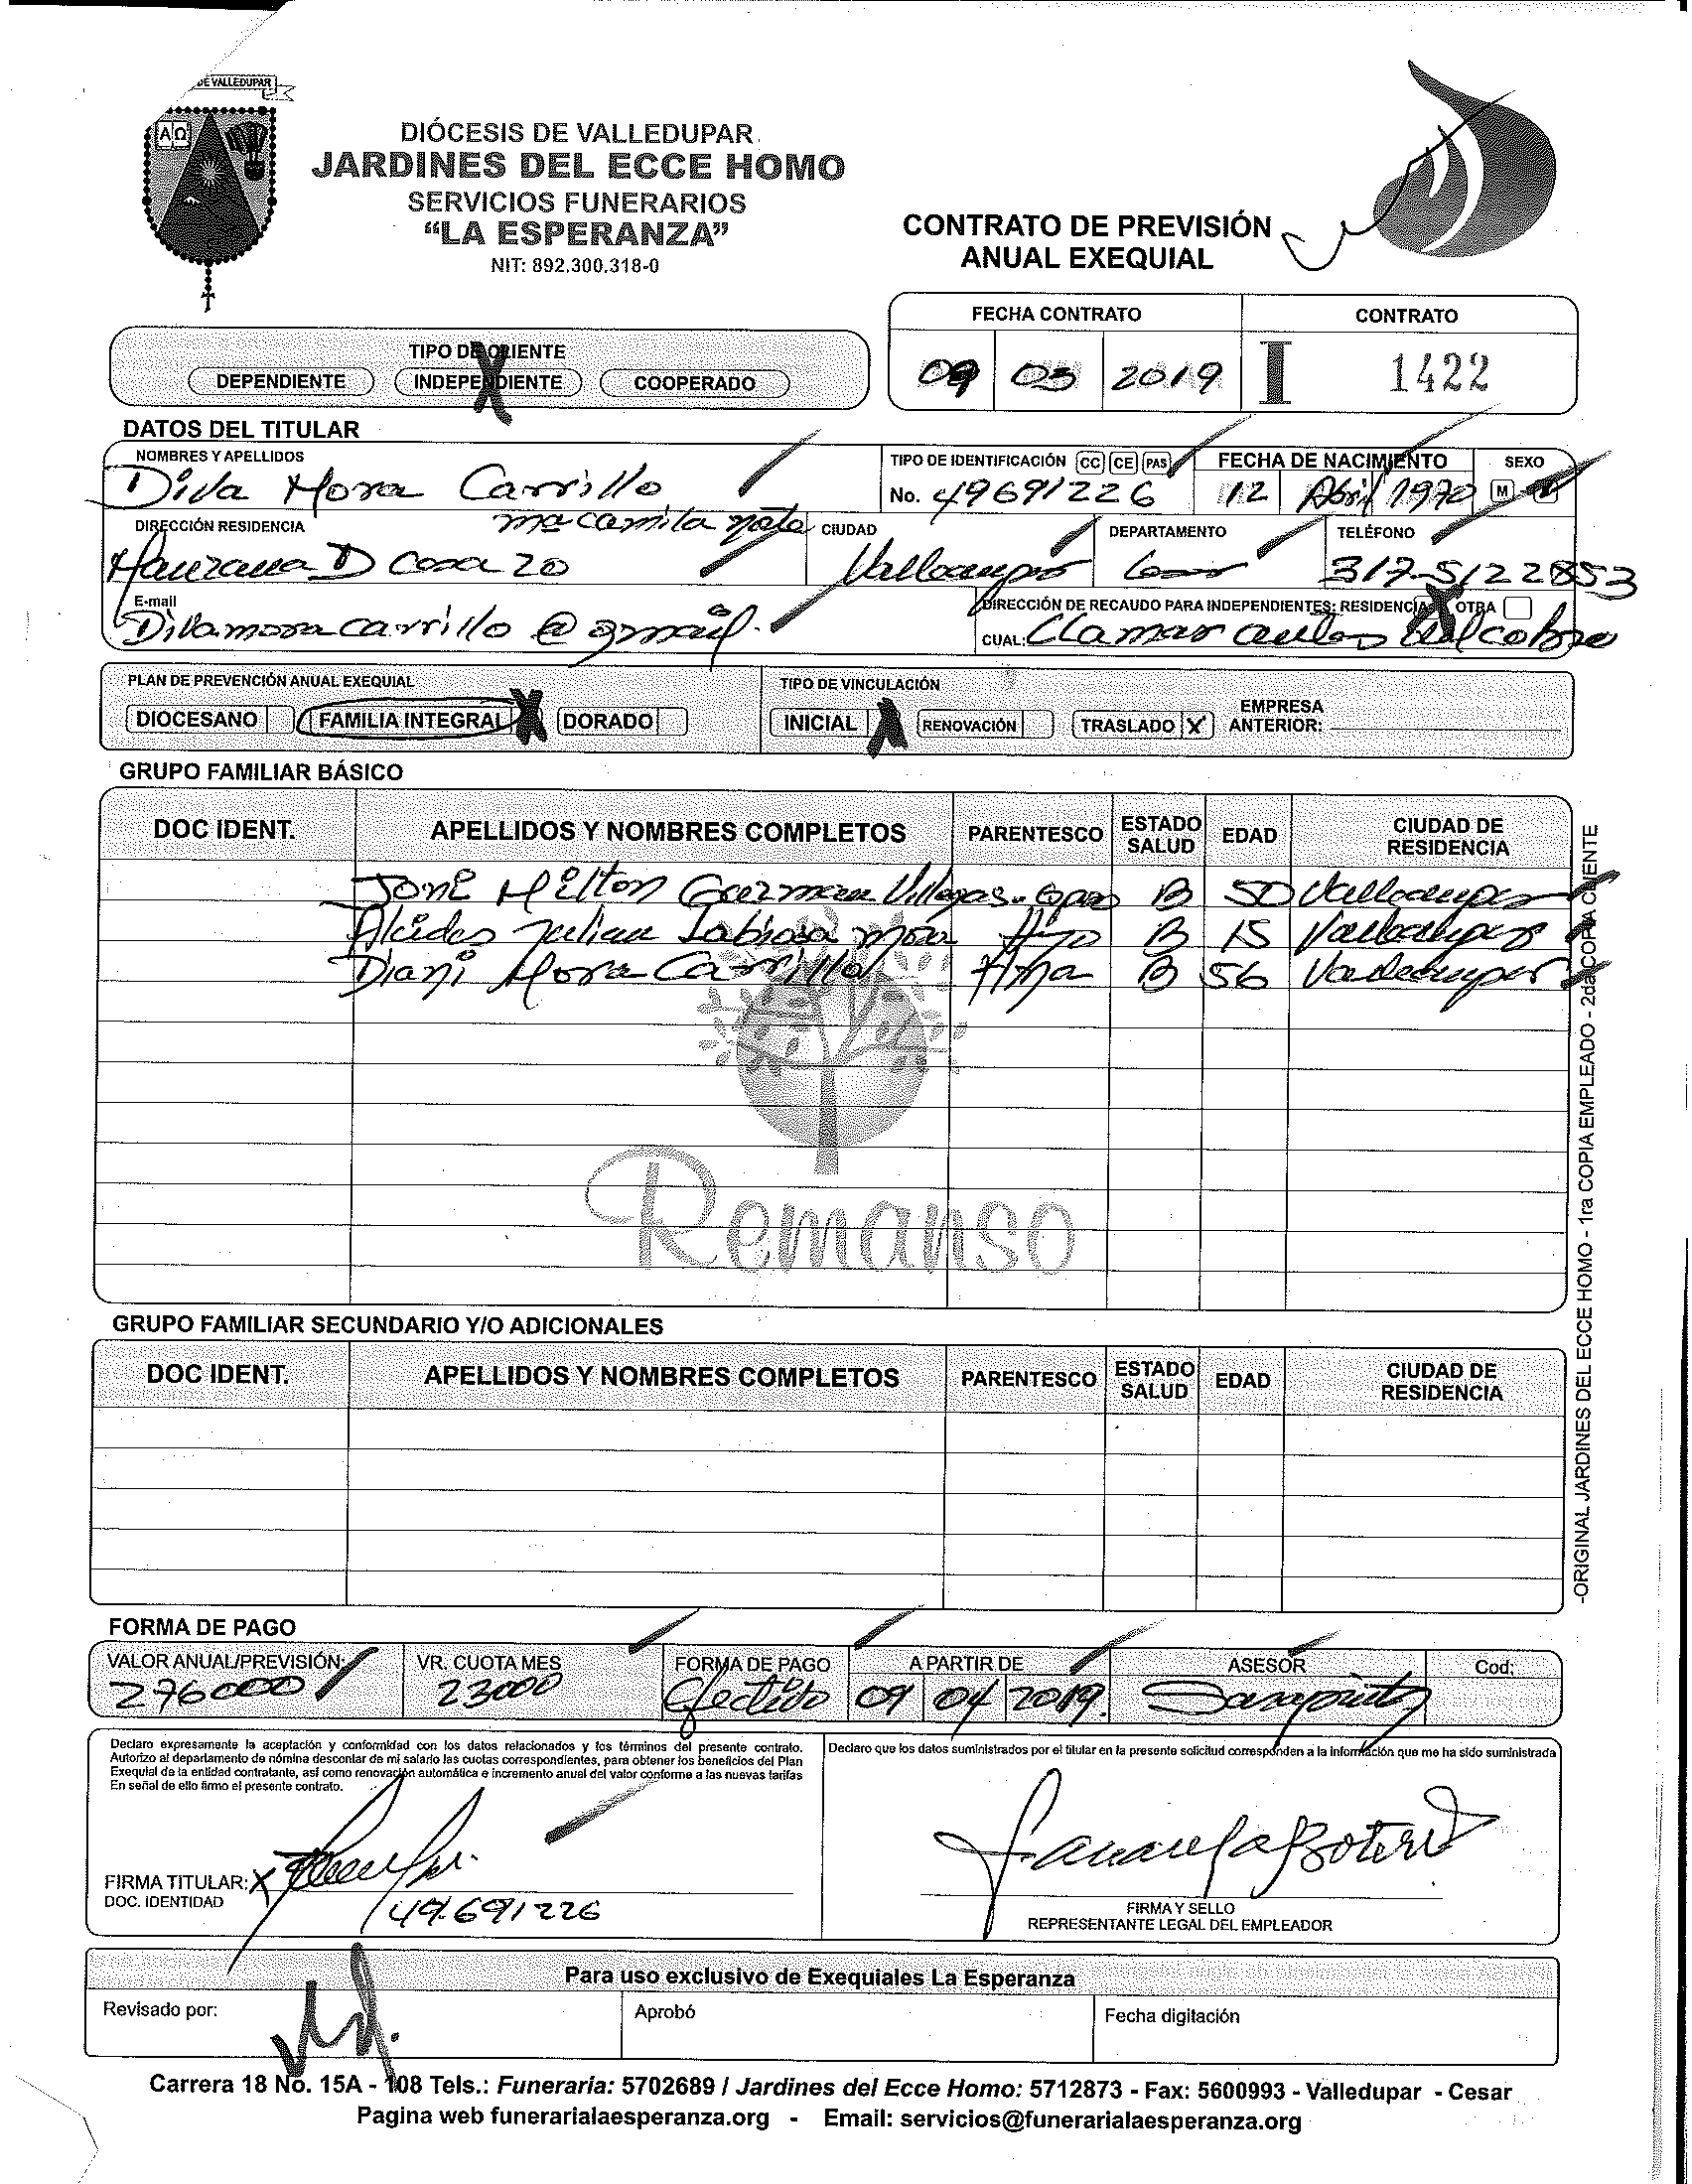 DE VALLEDUPAR
A Ω
DIÓCESIS DE VALLEDUPAR
JARDINES DEL ECCE HOMO
SERVICIOS FUNERARIOS
"LA ESPERANZA"
NIT: 892.300.318-0
CONTRATO DE PREVISIÓN
ANUAL EXEQUIAL
FECHA CONTRATO
CONTRATO
09 03 2019 I 1422
TIPO DE CLIENTE
DEPENDIENTE INDEPENDIENTE COOPERADO
DATOS DEL TITULAR
NOMBRES Y APELLIDOS
Diva Mora Carrillo
TIPO DE IDENTIFICACIÓN CC CE PAS
No. 49691226
FECHA DE NACIMIENTO
12 Abril 1970
SEXO
M
DIRECCIÓN RESIDENCIA
ma camila
Manzana D casa 20
CIUDAD
Valledupar
DEPARTAMENTO
Cesar
TELÉFONO
317-5122853
E-mail
Divamoracarrillo @ gmail.
DIRECCIÓN DE RECAUDO PARA INDEPENDIENTES: RESIDENCIA OTRA
CUAL: Llamar antes
PLAN DE PREVENCIÓN ANUAL EXEQUIAL
DIOCESANO FAMILIA INTEGRAL DORADO
TIPO DE VINCULACIÓN
INICIAL RENOVACIÓN TRASLADO X EMPRESA ANTERIOR:
GRUPO FAMILIAR BÁSICO
DOC IDENT. APELLIDOS Y NOMBRES COMPLETOS PARENTESCO ESTADO SALUD EDAD CIUDAD DE RESIDENCIA
José Milton Guzman Villegas B 50 Valledupar
Alcides Julian Labiosa Mora Hijo B 15 Valledupar
Diani Mora Carrillo Hna B 56 Valledupar
Remanso
GRUPO FAMILIAR SECUNDARIO Y/O ADICIONALES
DOC IDENT. APELLIDOS Y NOMBRES COMPLETOS PARENTESCO ESTADO SALUD EDAD CIUDAD DE RESIDENCIA
-ORIGINAL JARDINES DEL ECCE HOMO - 1ra COPIA EMPLEADO - 2da COPIA CLIENTE
FORMA DE PAGO
VALOR ANUAL/PREVISIÓN: VR. CUOTA MES FORMA DE PAGO A PARTIR DE ASESOR Cod:
276000 23000 Efectivo 09 04 2019.
Declaro expresamente la aceptación y conformidad con los datos relacionados y los términos del presente contrato.
Autorizo al departamento de nómina descontar de mi salario las cuotas correspondientes, para obtener los beneficios del Plan
Exequial de la entidad contratante, así como renovación automática e incremento anual del valor conforme a las nuevas tarifas
En señal de ello firmo el presente contrato.
Declaro que los datos suministrados por el titular en la presente solicitud corresponden a la información que me ha sido suministrada
FIRMA TITULAR: X
DOC. IDENTIDAD
49.691226
FIRMA Y SELLO
REPRESENTANTE LEGAL DEL EMPLEADOR
Para uso exclusivo de Exequiales La Esperanza
Revisado por:
Aprobó
Fecha digitación
Carrera 18 No. 15A - 108 Tels.: Funeraria: 5702689 / Jardines del Ecce Homo: 5712873 - Fax: 5600993 - Valledupar - Cesar
Pagina web funerarialaesperanza.org - Email: servicios@funerarialaesperanza.org